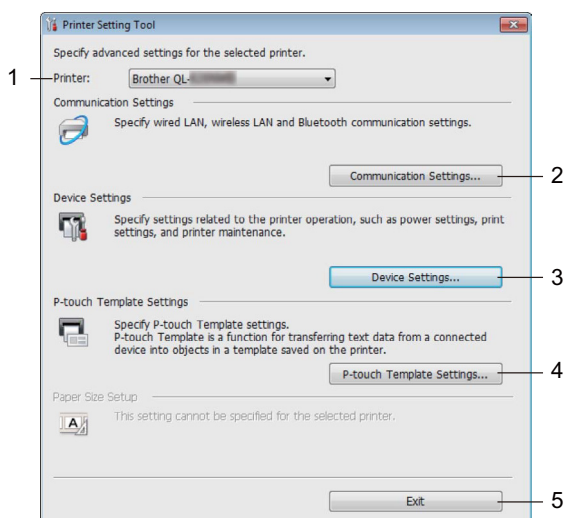 Printer Setting Tool
Specify advanced settings for the selected printer.
1
Printer:
Brother QL-
Communication Settings
Specify wired LAN, wireless LAN and Bluetooth communication settings.
Communication Settings...
2
Device Settings
Specify settings related to the printer operation, such as power settings, print
settings, and printer maintenance.
Device Settings...
3
P-touch Template Settings
Specify P-touch Template settings.
P-touch Template is a function for transferring text data from a connected
device into objects in a template saved on the printer.
P-touch Template Settings...
4
Paper Size Setup
A
This setting cannot be specified for the selected printer.
Exit
5